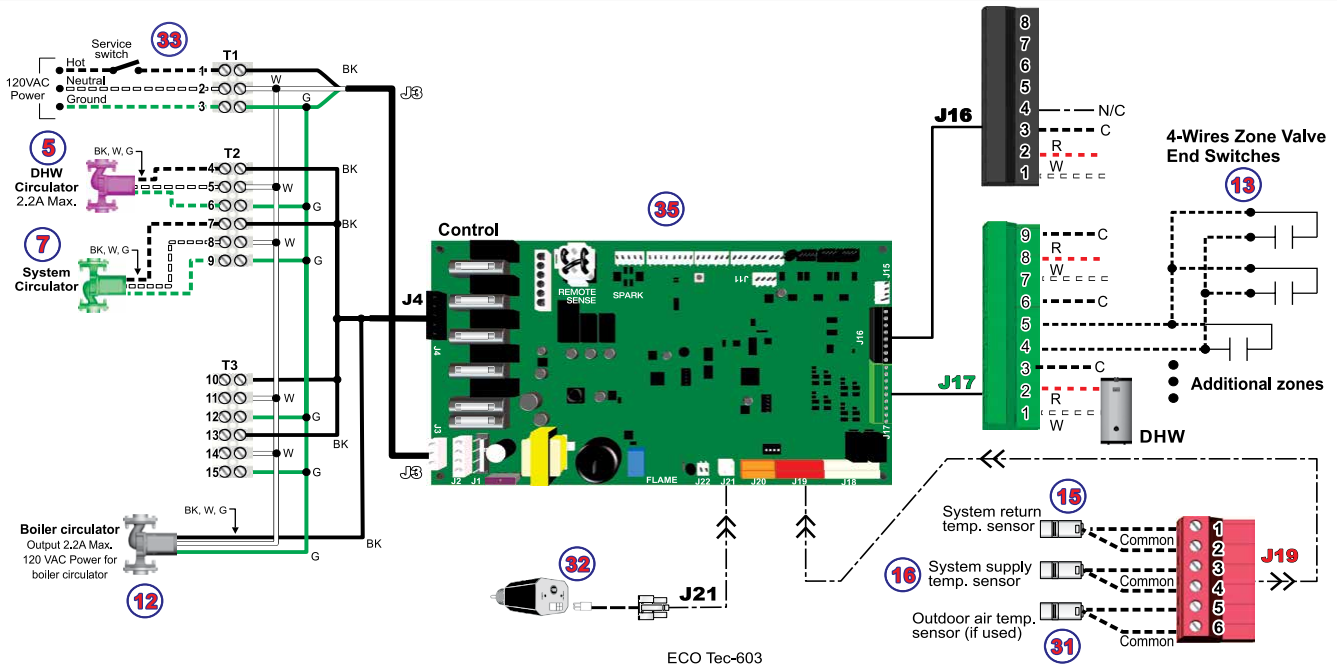 Service
switch
33
T1
Hot
Neutral
Ground
120VAC
Power
1
2
3
BK
W
G
J3
5
DHW
Circulator
2.2A Max.
BK, W, G
T2
4
5
6
7
8
9
BK
W
G
BK
W
G
7
System
Circulator
BK, W, G
T3
10
11
12
13
14
15
W
G
BK
W
G
Boiler circulator
Output 2.2A Max.
120 VAC Power for
boiler circulator
12
BK, W, G
BK
G
Control
35
J4
J4
J3
J3
J2
J1
REMOTE
SENSE
SPARK
J11
J15
J16
J17
FLAME
J22
J21
J20
J19
J18
J16
8
7
6
5
4
3
2
1
N/C
C
R
W
4-Wires Zone Valve
End Switches
13
J17
9
8
7
6
5
4
3
2
1
C
R
W
C
C
R
W
Additional zones
DHW
32
J21
15
System return
temp. sensor
Common
16
System supply
temp. sensor
Common
Outdoor air temp.
sensor (if used)
31
Common
1
2
3
4
5
6
J19
ECO Tec-603